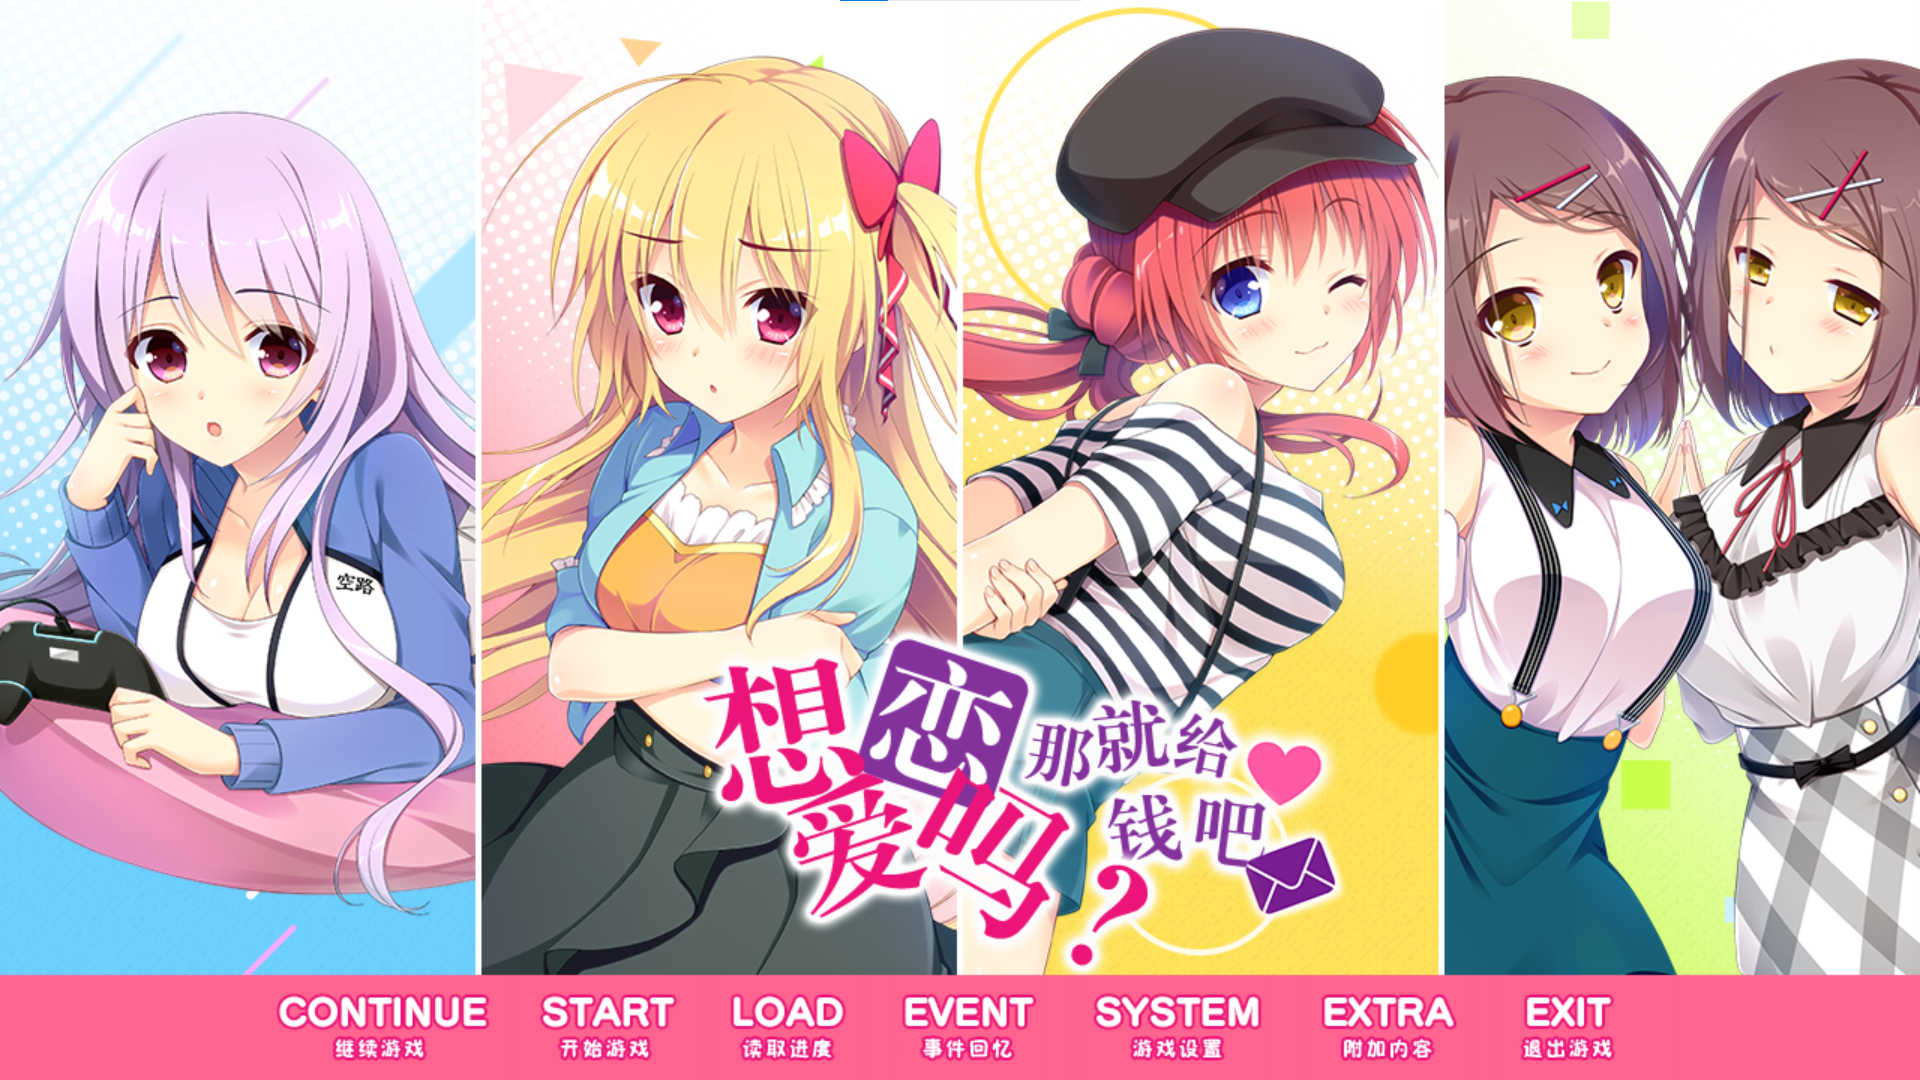 空路
想恋爱吗?
那就给
钱吧
CONTINUE
继续游戏
START
开始游戏
LOAD
读取进度
EVENT
事件回忆
SYSTEM
游戏设置
EXTRA
附加内容
EXIT
退出游戏